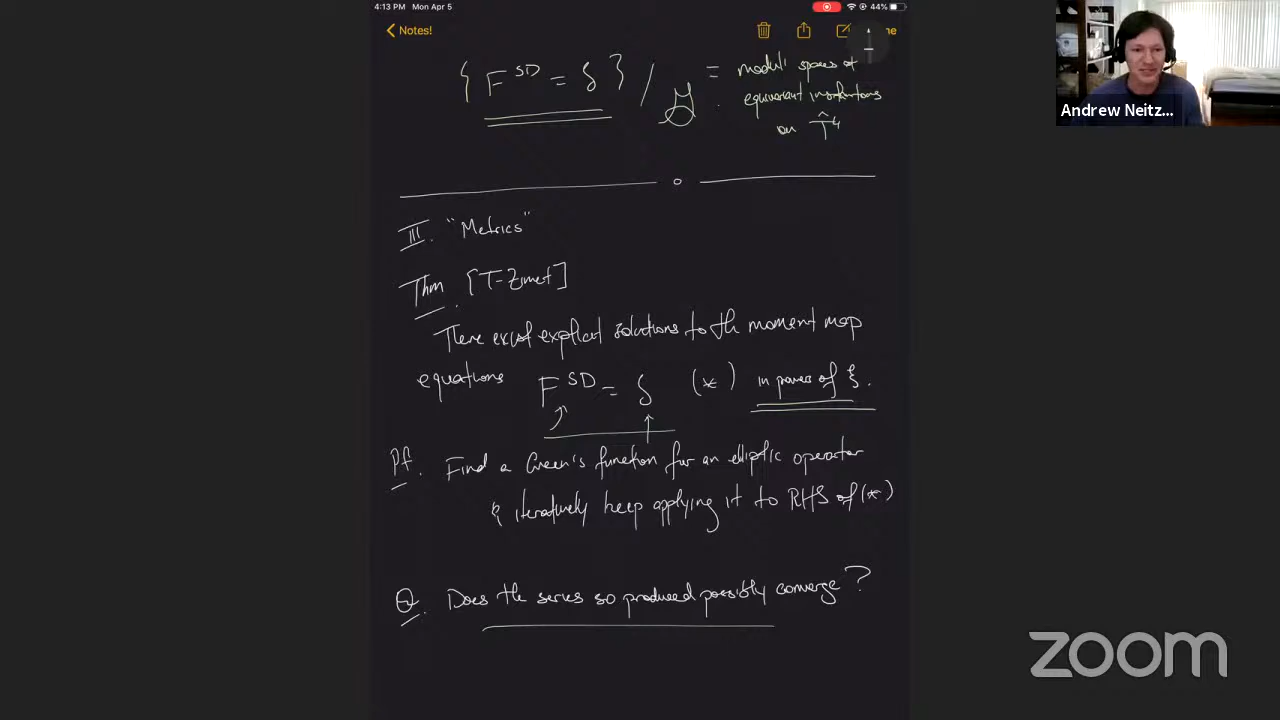 4:13 PM Mon Apr 5
44%
Notes!
{ F^SD = δ } / G = moduli spaces of
equivariant instantons
on T̂⁴
III. "Metrics"
Thm. [T-Zimet]
There exist explicit solutions to the moment map
equations F^SD = δ (*) in powers of ξ.
Pf. Find a Green's function for an elliptic operator
& iteratively keep applying it to RHS of (*)
Q. Does the series so produced possibly converge?
Andrew Neitz...
zoom